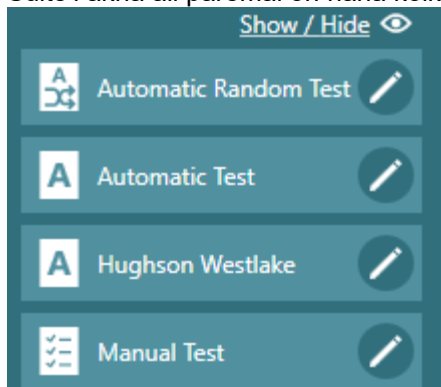 Show / Hide
Automatic Random Test
Automatic Test
Hughson Westlake
Manual Test